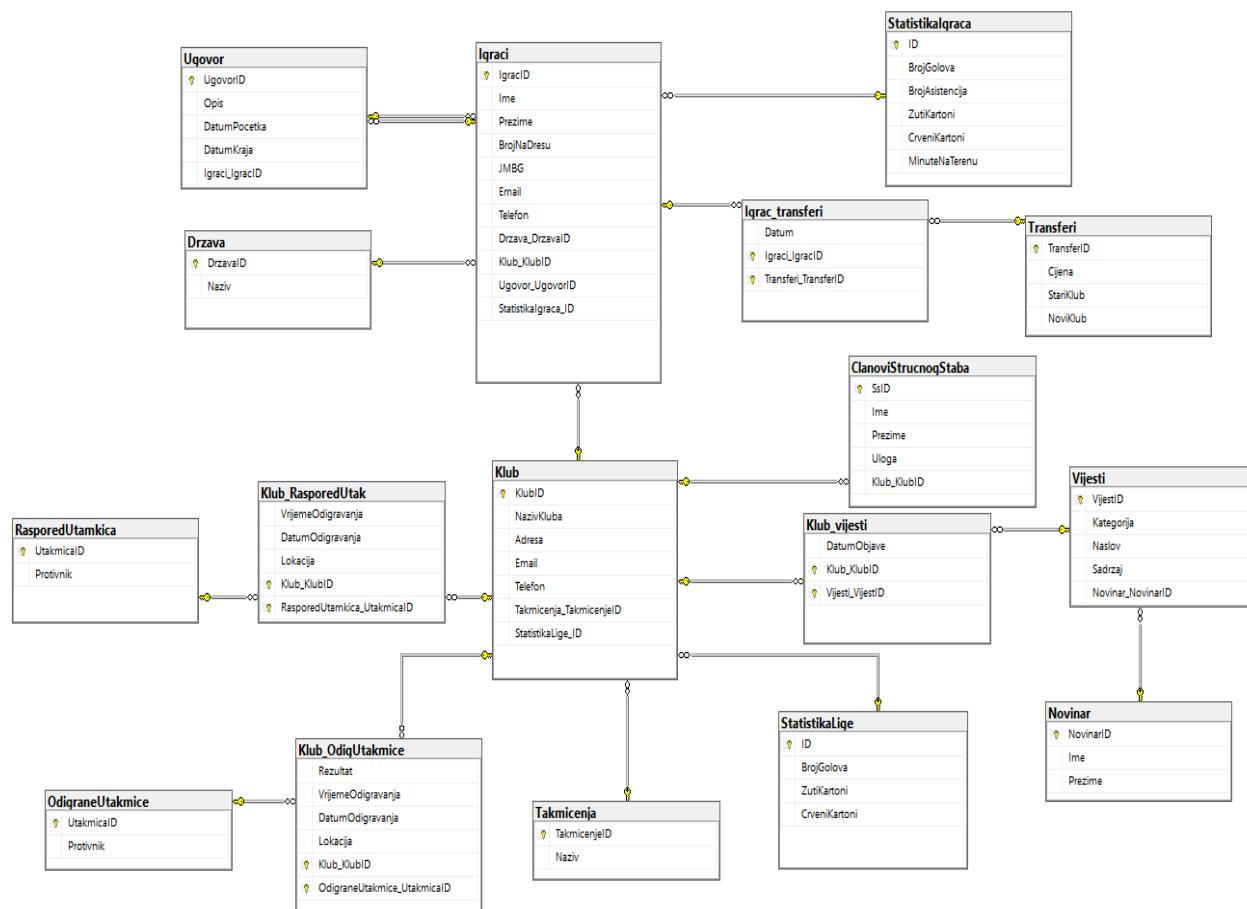 Ugovor
UgovorID
Opis
DatumPocetka
DatumKraja
Igraci_IgracID
Igraci
IgracID
Ime
Prezime
BrojNaDresu
JMBG
Email
Telefon
Drzava_DrzavaID
Klub_KlubID
Ugovor_UgovorID
StatistikaIgraca_ID
StatistikaIgraca
ID
BrojGolova
BrojAsistencija
ZutiKartoni
CrveniKartoni
MinuteNaTerenu
Drzava
DrzavaID
Naziv
Igrac_transferi
Datum
Igraci_IgracID
Transferi_TransferID
Transferi
TransferID
Cijena
StariKlub
NoviKlub
ClanoviStrucnogStaba
SsID
Ime
Prezime
Uloga
Klub_KlubID
RasporedUtamkica
UtakmicaID
Protivnik
Klub_RasporedUtak
VrijemeOdigravanja
DatumOdigravanja
Lokacija
Klub_KlubID
RasporedUtamkica_UtakmicaID
Klub
KlubID
NazivKluba
Adresa
Email
Telefon
Takmicenja_TakmicenjeID
StatistikaLige_ID
Klub_vijesti
DatumObjave
Klub_KlubID
Vijesti_VijestID
Vijesti
VijestID
Kategorija
Naslov
Sadrzaj
Novinar_NovinarID
OdigraneUtakmice
UtakmicaID
Protivnik
Klub_OdigUtakmice
Rezultat
VrijemeOdigravanja
DatumOdigravanja
Lokacija
Klub_KlubID
OdigraneUtakmice_UtakmicaID
Takmicenja
TakmicenjeID
Naziv
StatistikaLige
ID
BrojGolova
ZutiKartoni
CrveniKartoni
Novinar
NovinarID
Ime
Prezime